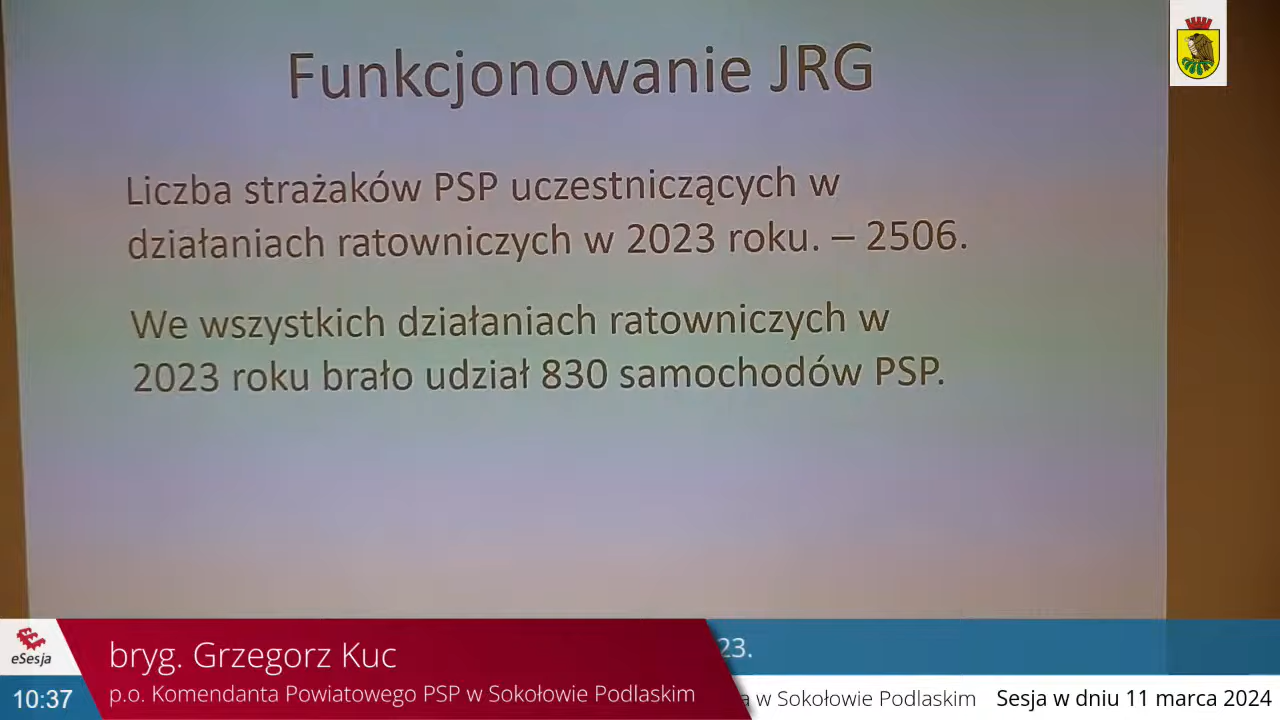 Funkcjonowanie JRG
Liczba strażaków PSP uczestniczących w
działaniach ratowniczych w 2023 roku. – 2506.
We wszystkich działaniach ratowniczych w
2023 roku brało udział 830 samochodów PSP.
eSesja
bryg. Grzegorz Kuc
23.
10:37
p.o. Komendanta Powiatowego PSP w Sokołowie Podlaskim
w Sokołowie Podlaskim
Sesja w dniu 11 marca 2024